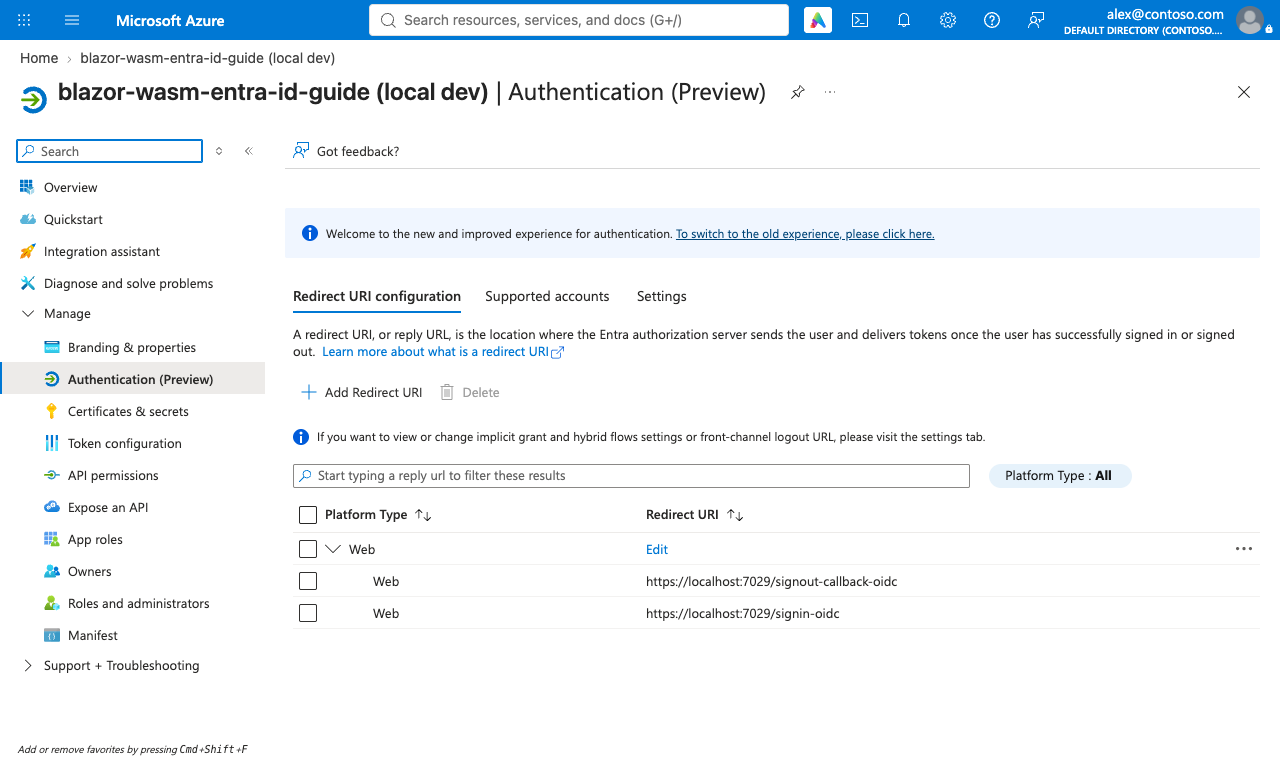 Microsoft Azure
Search resources, services, and docs (G+/)
alex@contoso.com
DEFAULT DIRECTORY (CONTOSO....
Home > blazor-wasm-entra-id-guide (local dev)
blazor-wasm-entra-id-guide (local dev) | Authentication (Preview)
Search
Overview
Quickstart
Integration assistant
Diagnose and solve problems
Manage
Branding & properties
Authentication (Preview)
Certificates & secrets
Token configuration
API permissions
Expose an API
App roles
Owners
Roles and administrators
Manifest
Support + Troubleshooting
Add or remove favorites by pressing Cmd+Shift+F
Got feedback?
Welcome to the new and improved experience for authentication. To switch to the old experience, please click here.
Redirect URI configuration Supported accounts Settings
A redirect URI, or reply URL, is the location where the Entra authorization server sends the user and delivers tokens once the user has successfully signed in or signed
out. Learn more about what is a redirect URI
Add Redirect URI Delete
If you want to view or change implicit grant and hybrid flows settings or front-channel logout URL, please visit the settings tab.
Start typing a reply url to filter these results Platform Type : All
Platform Type Redirect URI
Web Edit
Web https://localhost:7029/signout-callback-oidc
Web https://localhost:7029/signin-oidc